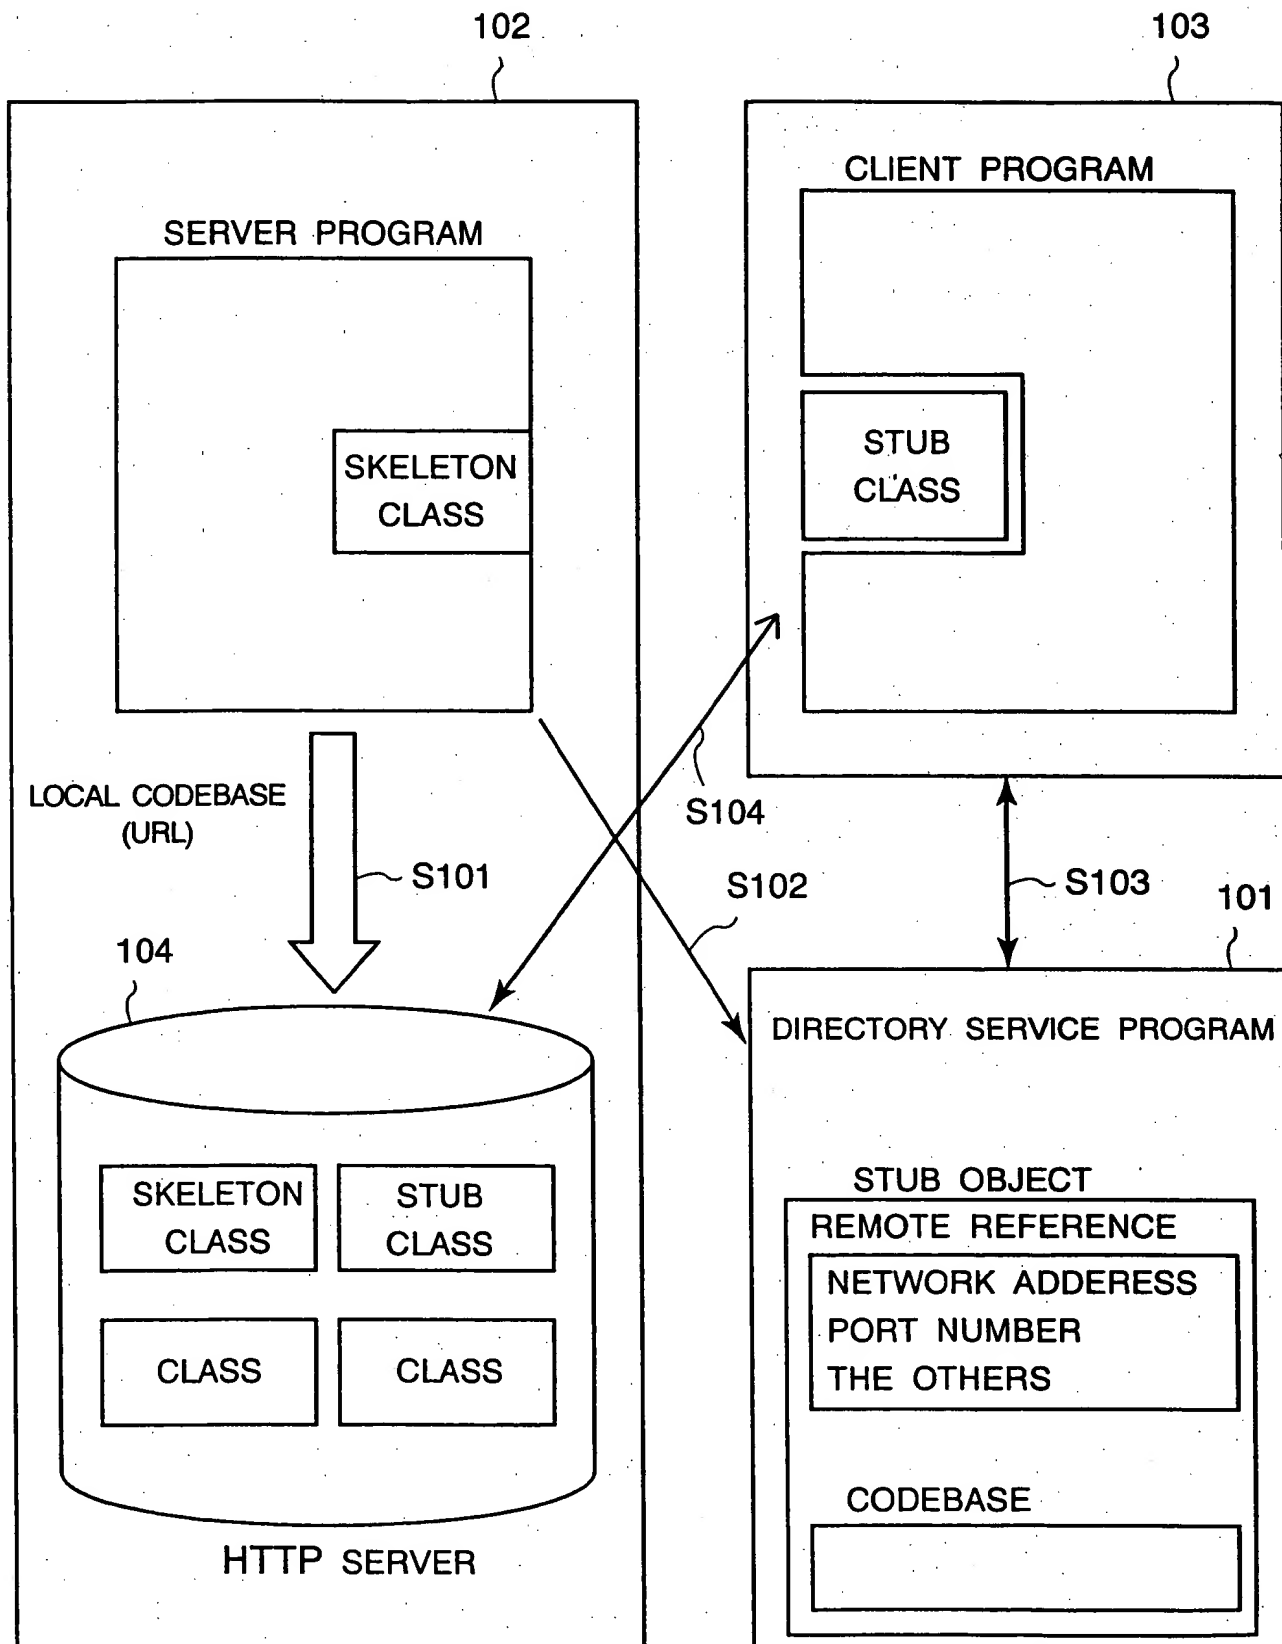 102
103
CLIENT PROGRAM
SERVER PROGRAM
SKELETON
CLASS
STUB
CLASS
LOCAL CODEBASE
(URL)
S101
S104
S102
S103
101
104
DIRECTORY SERVICE PROGRAM
STUB OBJECT
REMOTE REFERENCE
NETWORK ADDERESS
PORT NUMBER
THE OTHERS
CODEBASE
SKELETON
CLASS
STUB
CLASS
CLASS
CLASS
HTTP SERVER